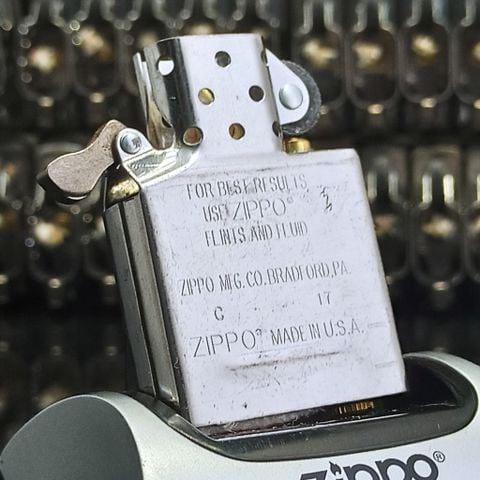 FOR BEST RESULTS
USE ZIPPO®
FLINTS AND FLUID
ZIPPO MFG. CO. BRADFORD, PA.
C 17
ZIPPO® MADE IN U.S.A.
Zippo®